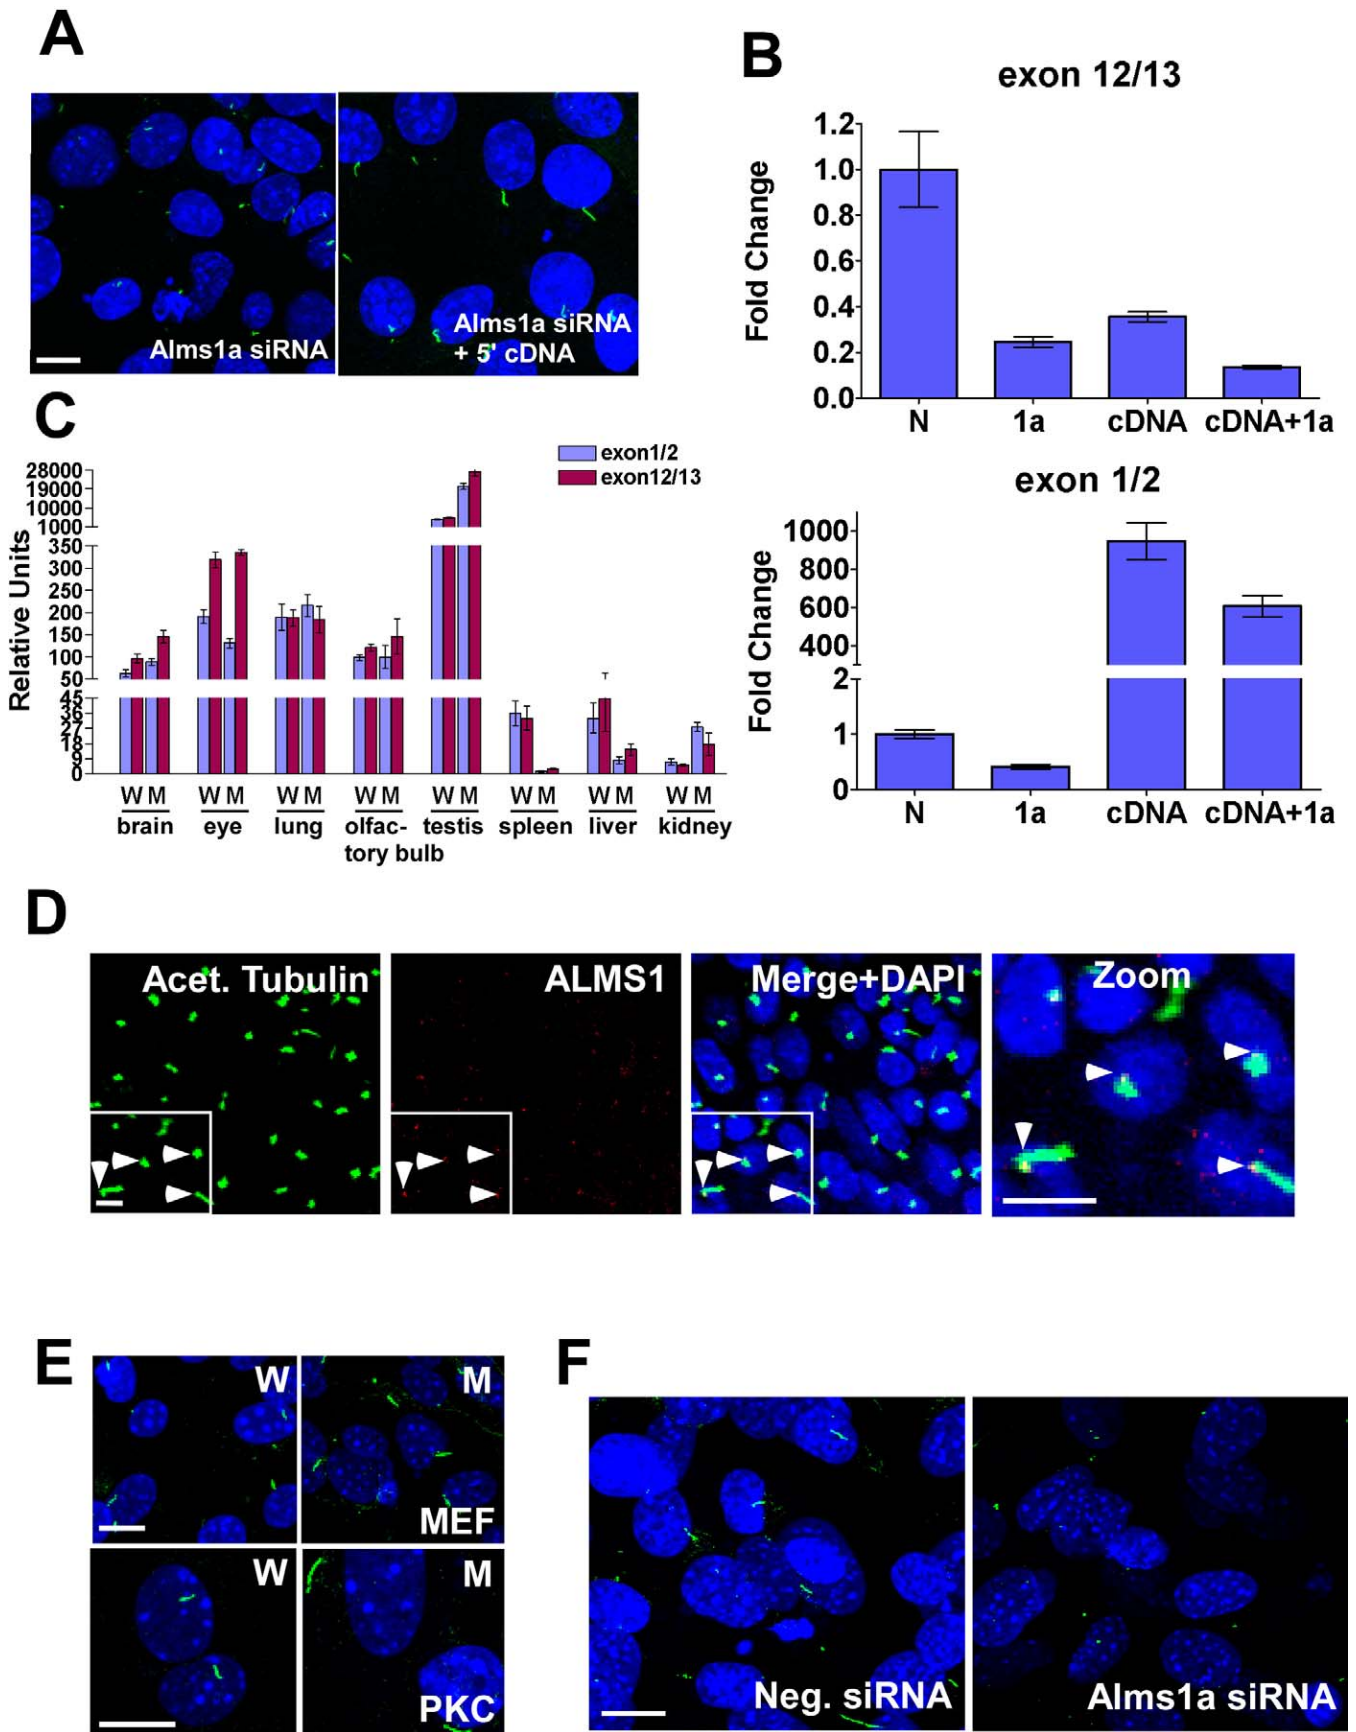 A
Alms1a siRNA
Alms1a siRNA
+ 5' cDNA
B
exon 12/13
Fold Change
1.2
1.0
0.8
0.6
0.4
0.2
0.0
N 1a cDNA cDNA+1a
exon 1/2
Fold Change
1000
800
600
400
2
1
0
N 1a cDNA cDNA+1a
C
exon1/2
exon12/13
Relative Units
28000
19000
10000
1000
350
300
250
200
150
100
50
45
36
27
18
9
0
W M W M W M W M W M W M W M W M
brain eye lung olfac- testis spleen liver kidney
tory bulb
D
Acet. Tubulin
ALMS1
Merge+DAPI
Zoom
E
W
M
MEF
W
M
PKC
F
Neg. siRNA
Alms1a siRNA